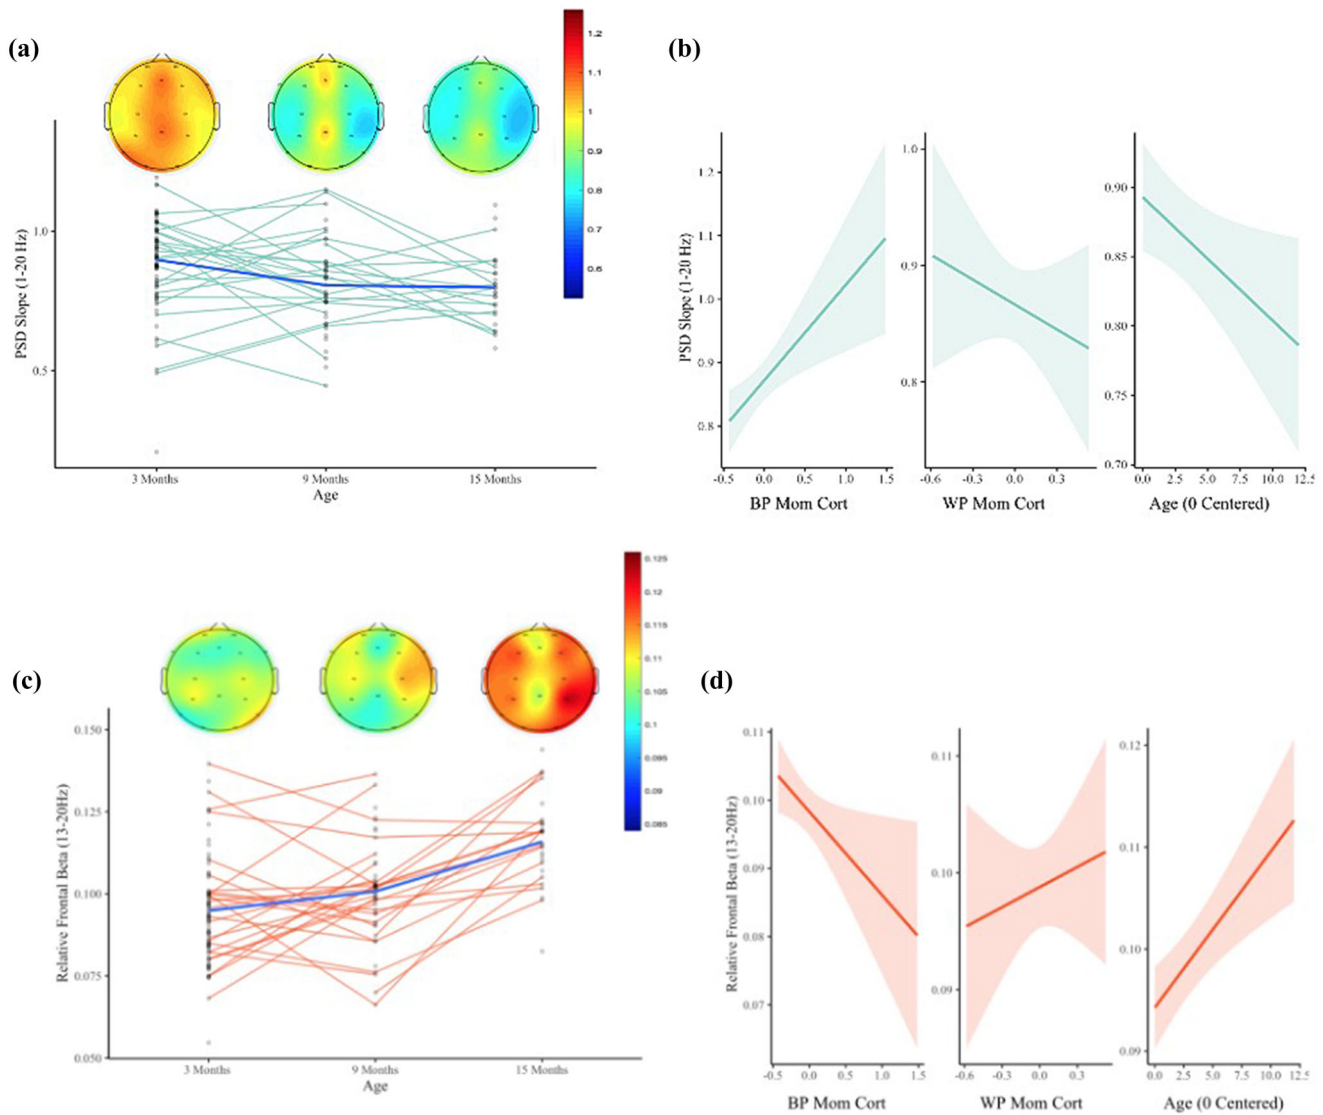 (a)
1.2
1.1
1
0.9
0.8
0.7
0.6
PSD Slope (1-20 Hz)
1.0
0.5
3 Months 9 Months 15 Months
Age
(b)
PSD Slope (1-20 Hz)
1.2
1.1
1.0
0.9
0.8
-0.5 0.0 0.5 1.0 1.5
BP Mom Cort
1.0
0.9
0.8
-0.6 -0.3 0.0 0.3
WP Mom Cort
0.90
0.85
0.80
0.75
0.70
0.0 2.5 5.0 7.5 10.0 12.5
Age (0 Centered)
(c)
0.125
0.12
0.115
0.11
0.105
0.1
0.095
0.09
0.085
Relative Frontal Beta (13-20Hz)
0.150
0.125
0.100
0.075
0.050
3 Months 9 Months 15 Months
Age
(d)
Relative Frontal Beta (13-20Hz)
0.11
0.10
0.09
0.08
0.07
-0.5 0.0 0.5 1.0 1.5
BP Mom Cort
0.11
0.10
0.09
-0.6 -0.3 0.0 0.3
WP Mom Cort
0.12
0.11
0.10
0.09
0.0 2.5 5.0 7.5 10.0 12.5
Age (0 Centered)